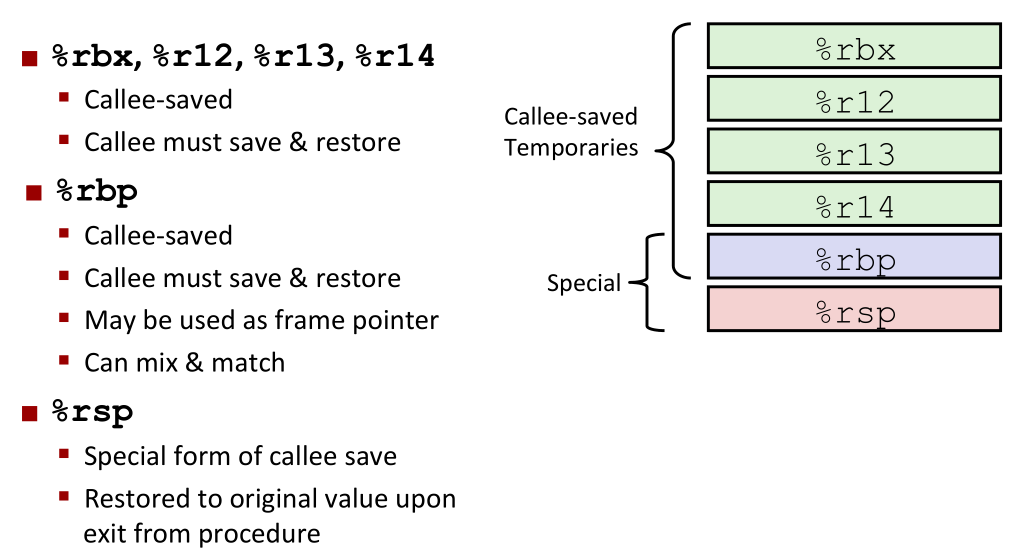 %rbx, %r12, %r13, %r14
Callee-saved
Callee must save & restore
%rbp
Callee-saved
Callee must save & restore
May be used as frame pointer
Can mix & match
%rsp
Special form of callee save
Restored to original value upon
exit from procedure
Callee-saved
Temporaries
Special
%rbx
%r12
%r13
%r14
%rbp
%rsp